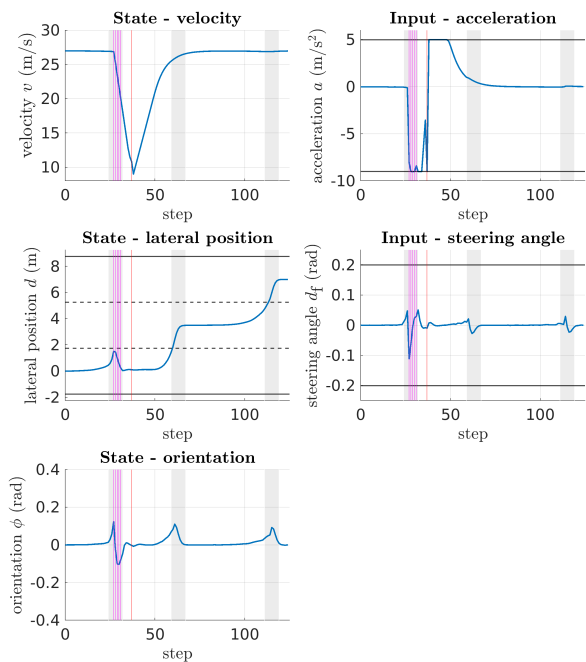 State - velocity
velocity v (m/s)
30
25
20
15
10
0
50
100
step
Input - acceleration
acceleration a (m/s²)
5
0
-5
-10
0
50
100
step
State - lateral position
lateral position d (m)
8
6
4
2
0
-2
0
50
100
step
Input - steering angle
steering angle d_f (rad)
0.2
0.1
0
-0.1
-0.2
0
50
100
step
State - orientation
orientation ϕ (rad)
0.4
0.2
0
-0.2
-0.4
0
50
100
step